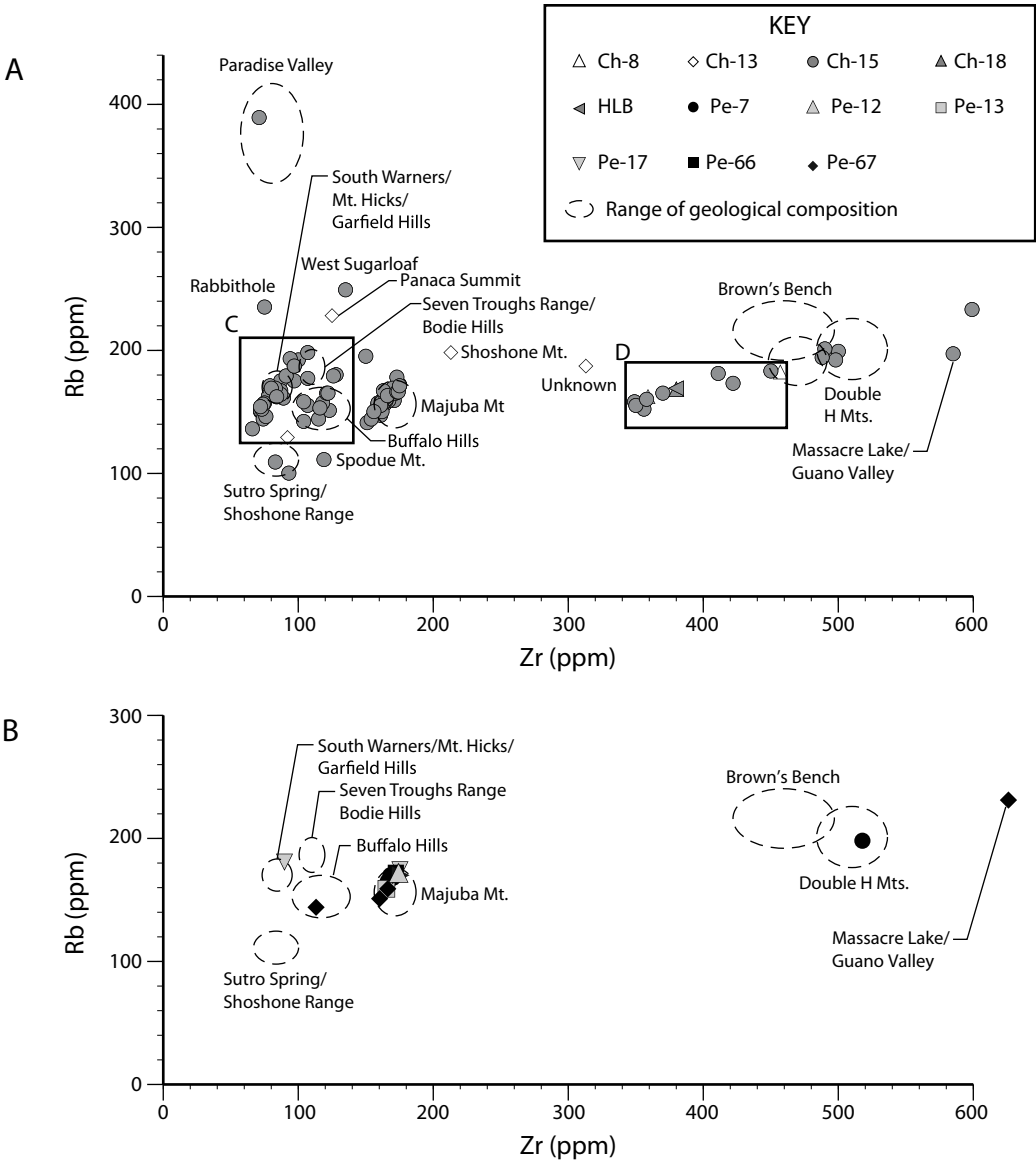 KEY
Ch-8
Ch-13
Ch-15
Ch-18
HLB
Pe-7
Pe-12
Pe-13
Pe-17
Pe-66
Pe-67
Range of geological composition
A
Paradise Valley
400
South Warners/
Mt. Hicks/
Garfield Hills
300
West Sugarloaf
Panaca Summit
Rabbithole
Seven Troughs Range/
Bodie Hills
Brown's Bench
C
Shoshone Mt.
D
200
Unknown
Double
H Mts.
Majuba Mt
Buffalo Hills
Massacre Lake/
Guano Valley
Spodue Mt.
100
Sutro Spring/
Shoshone Range
0
Rb (ppm)
0
100
200
300
400
500
600
Zr (ppm)
B
300
South Warners/Mt. Hicks/
Garfield Hills
Seven Troughs Range
Bodie Hills
Brown's Bench
200
Buffalo Hills
Majuba Mt.
Double H Mts.
100
Massacre Lake/
Guano Valley
Sutro Spring/
Shoshone Range
0
Rb (ppm)
0
100
200
300
400
500
600
Zr (ppm)